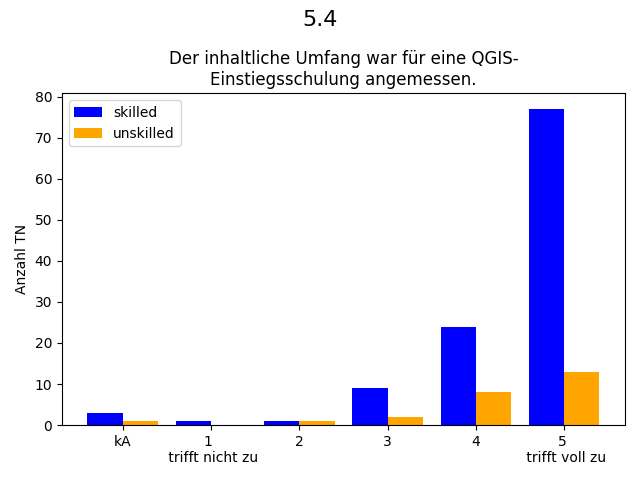 5.4
Der inhaltliche Umfang war für eine QGIS-
Einstiegsschulung angemessen.
skilled
unskilled
Anzahl TN
80
70
60
50
40
30
20
10
0
kA 1 2 3 4 5
trifft nicht zu trifft voll zu